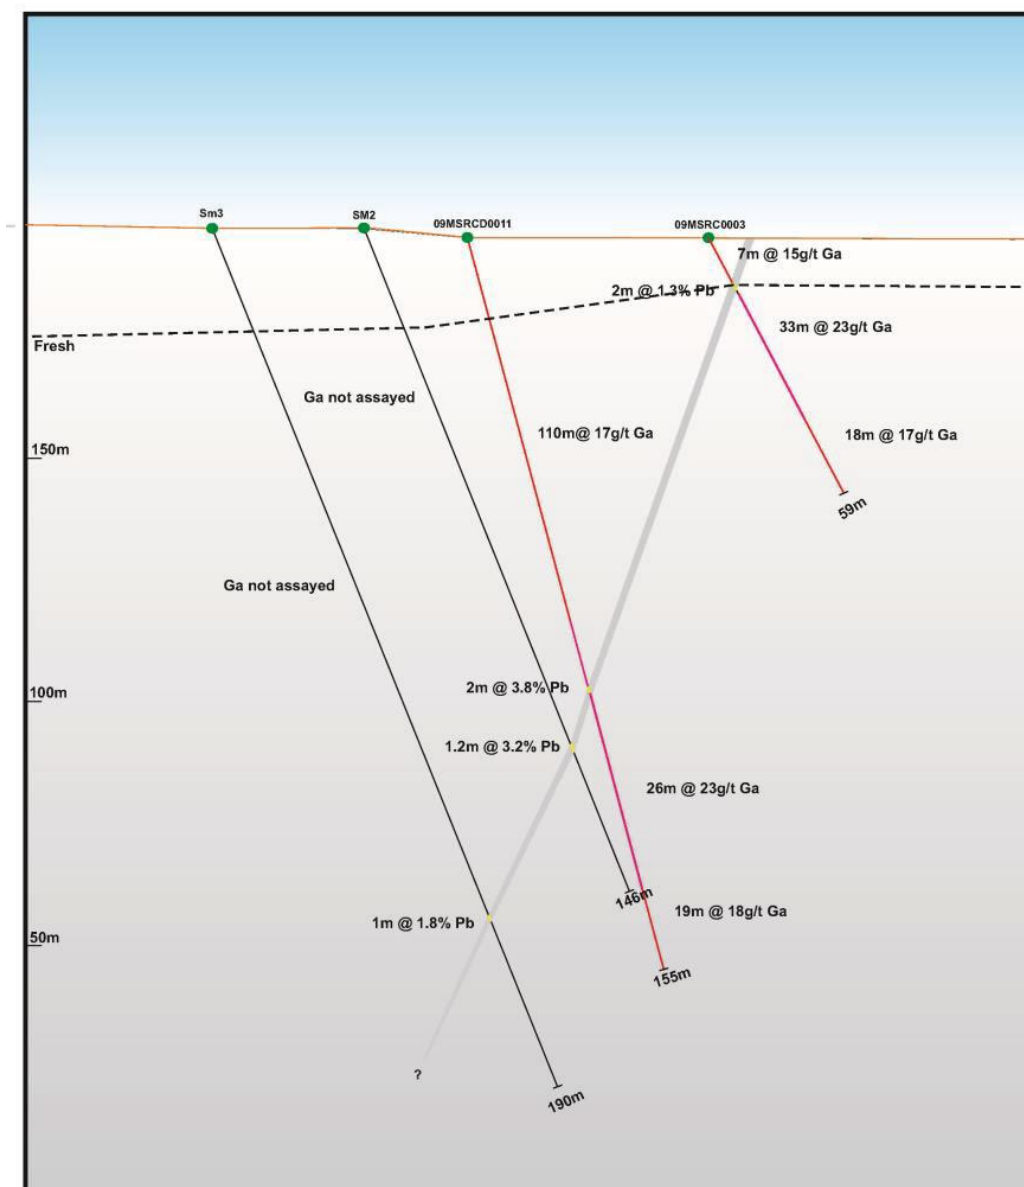 Sm3
SM2
09MSRCD0011
09MSRC0003
7m @ 15g/t Ga
2m @ 1.3% Pb
33m @ 23g/t Ga
Fresh
Ga not assayed
110m@ 17g/t Ga
18m @ 17g/t Ga
150m
59m
Ga not assayed
2m @ 3.8% Pb
100m
1.2m @ 3.2% Pb
26m @ 23g/t Ga
146m
19m @ 18g/t Ga
1m @ 1.8% Pb
50m
155m
?
190m